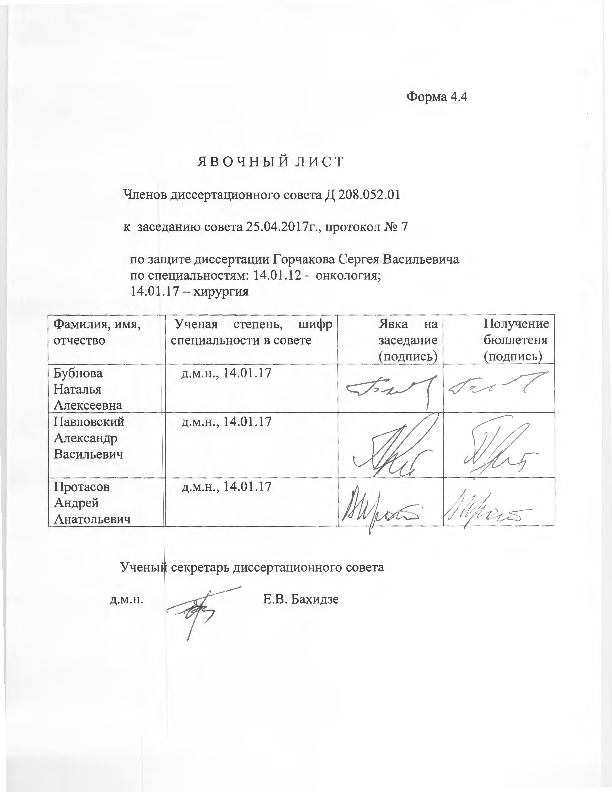 Форма 4.4
ЯВОЧНЫЙ ЛИСТ
Членов диссертационного совета Д 208.052.01
к заседанию совета 25.04.2017г., протокол № 7
по защите диссертации Горчакова Сергея Васильевича
по специальностям: 14.01.12 - онкология;
14.01.17 – хирургия
Фамилия, имя,
отчество
Ученая степень, шифр
специальности в совете
Явка на
заседание
(подпись)
Получение
бюллетеня
(подпись)
Бубнова
Наталья
Алексеевна
д.м.н., 14.01.17
Павловский
Александр
Васильевич
д.м.н., 14.01.17
Протасов
Андрей
Анатольевич
д.м.н., 14.01.17
Ученый секретарь диссертационного совета
д.м.н. Е.В. Бахидзе